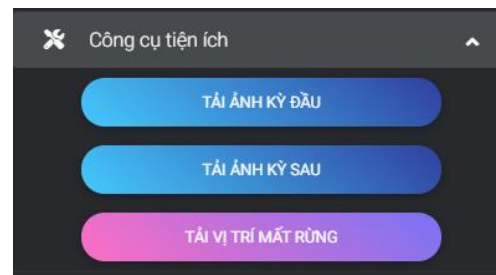 Công cụ tiện ích
TẢI ẢNH KỲ ĐẦU
TẢI ẢNH KỲ SAU
TẢI VỊ TRÍ MẤT RỪNG